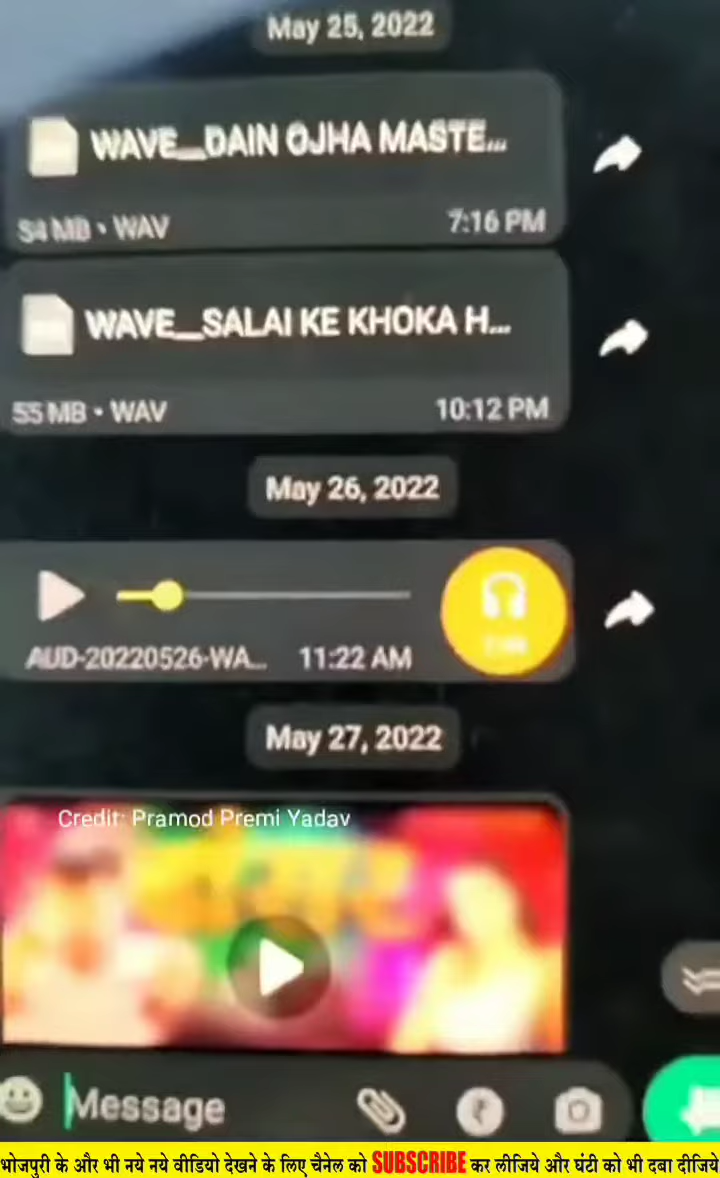 May 25, 2022
WAVE__DAIN OJHA MASTE...
54 MB • WAV 7:16 PM
WAVE__SALAI KE KHOKA H...
55 MB • WAV 10:12 PM
May 26, 2022
AUD-20220526-WA... 11:22 AM
May 27, 2022
Credit: Pramod Premi Yadav
Message
भोजपुरी के और भी नये नये वीडियो देखने के लिए चैनेल को SUBSCRIBE कर लीजिये और घंटी को भी दबा दीजिये